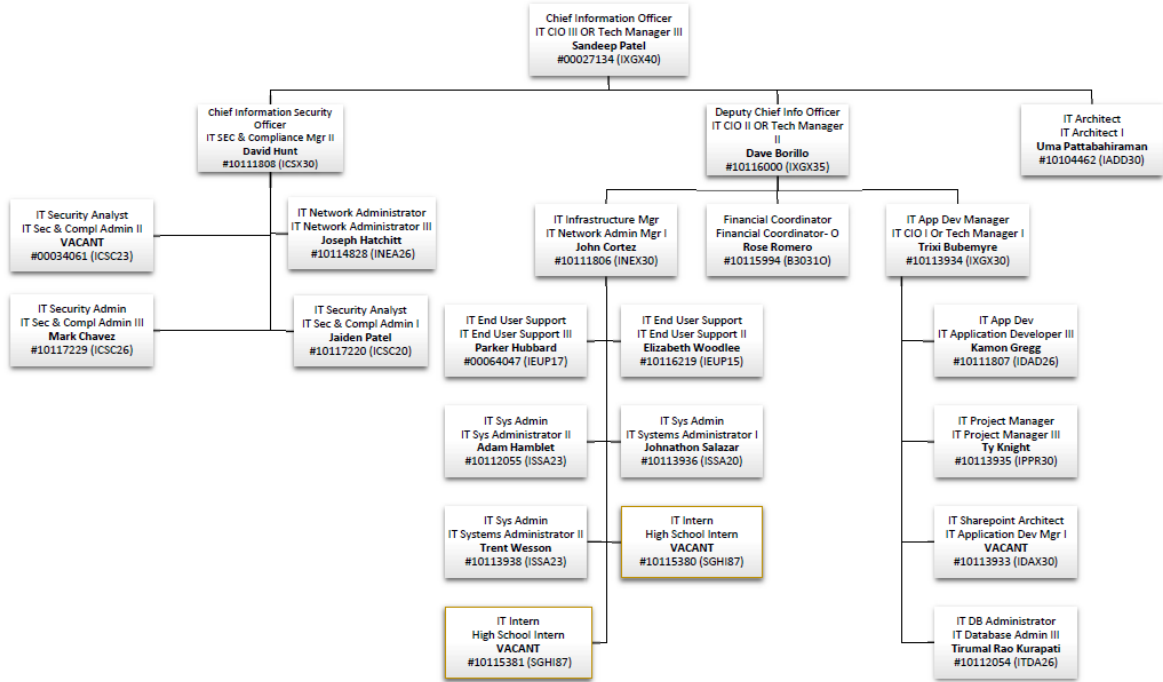 Chief Information Officer
IT CIO III OR Tech Manager III
Sandeep Patel
#00027134 (IXGX40)
Chief Information Security
Officer
IT SEC & Compliance Mgr II
David Hunt
#10111808 (ICSX30)
Deputy Chief Info Officer
IT CIO II OR Tech Manager
II
Dave Borillo
#10116000 (IXGX35)
IT Architect
IT Architect I
Uma Pattabahiraman
#10104462 (IADD30)
IT Security Analyst
IT Sec & Compl Admin II
VACANT
#00034061 (ICSC23)
IT Network Administrator
IT Network Administrator III
Joseph Hatchitt
#10114828 (INEA26)
IT Infrastructure Mgr
IT Network Admin Mgr I
John Cortez
#10111806 (INEX30)
Financial Coordinator
Financial Coordinator- O
Rose Romero
#10115994 (B3031O)
IT App Dev Manager
IT CIO I Or Tech Manager I
Trixi Bubemyre
#10113934 (IXGX30)
IT Security Admin
IT Sec & Compl Admin III
Mark Chavez
#10117229 (ICSC26)
IT Security Analyst
IT Sec & Compl Admin I
Jaiden Patel
#10117220 (ICSC20)
IT End User Support
IT End User Support III
Parker Hubbard
#00064047 (IEUP17)
IT End User Support
IT End User Support II
Elizabeth Woodlee
#10116219 (IEUP15)
IT App Dev
IT Application Developer III
Kamon Gregg
#10111807 (IDAD26)
IT Sys Admin
IT Sys Administrator II
Adam Hamblet
#10112055 (ISSA23)
IT Sys Admin
IT Systems Administrator I
Johnathon Salazar
#10113936 (ISSA20)
IT Project Manager
IT Project Manager III
Ty Knight
#10113935 (IPPR30)
IT Sys Admin
IT Systems Administrator II
Trent Wesson
#10113938 (ISSA23)
IT Intern
High School Intern
VACANT
#10115380 (SGHI87)
IT Sharepoint Architect
IT Application Dev Mgr I
VACANT
#10113933 (IDAX30)
IT Intern
High School Intern
VACANT
#10115381 (SGHI87)
IT DB Administrator
IT Database Admin III
Tirumal Rao Kurapati
#10112054 (ITDA26)